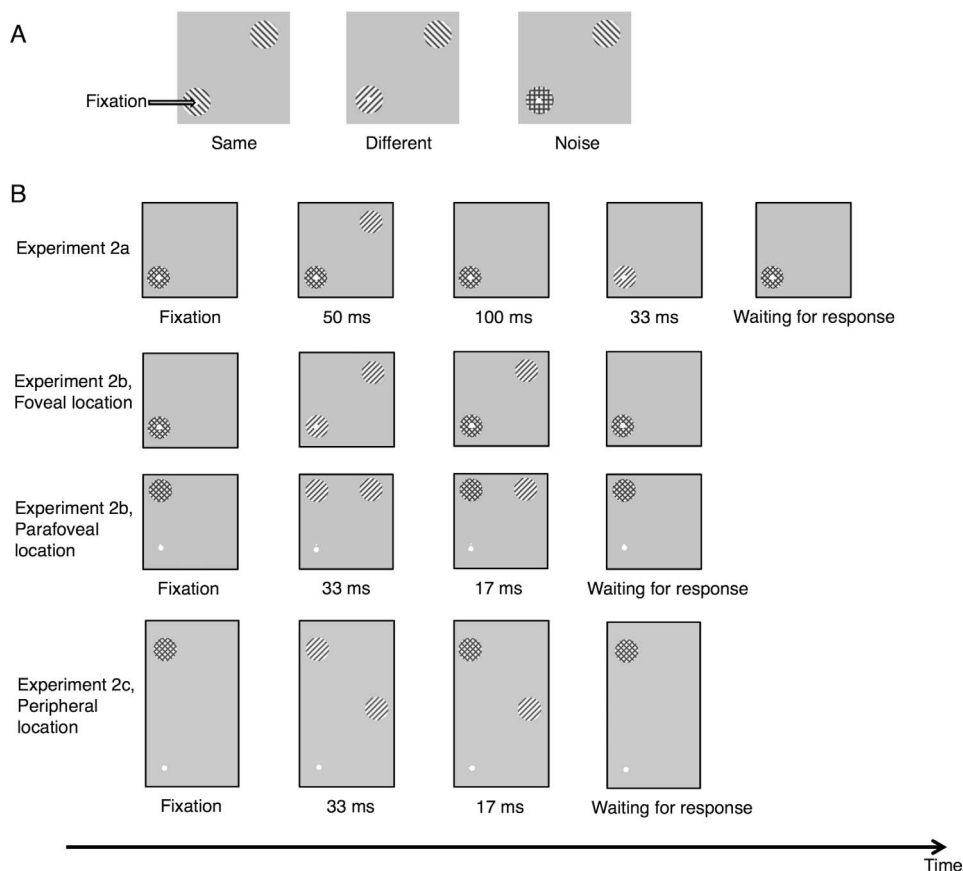 A
Fixation
Same
Different
Noise
B
Experiment 2a
Fixation
50 ms
100 ms
33 ms
Waiting for response
Experiment 2b,
Foveal location
Experiment 2b,
Parafoveal
location
Fixation
33 ms
17 ms
Waiting for response
Experiment 2c,
Peripheral
location
Fixation
33 ms
17 ms
Waiting for response
Time